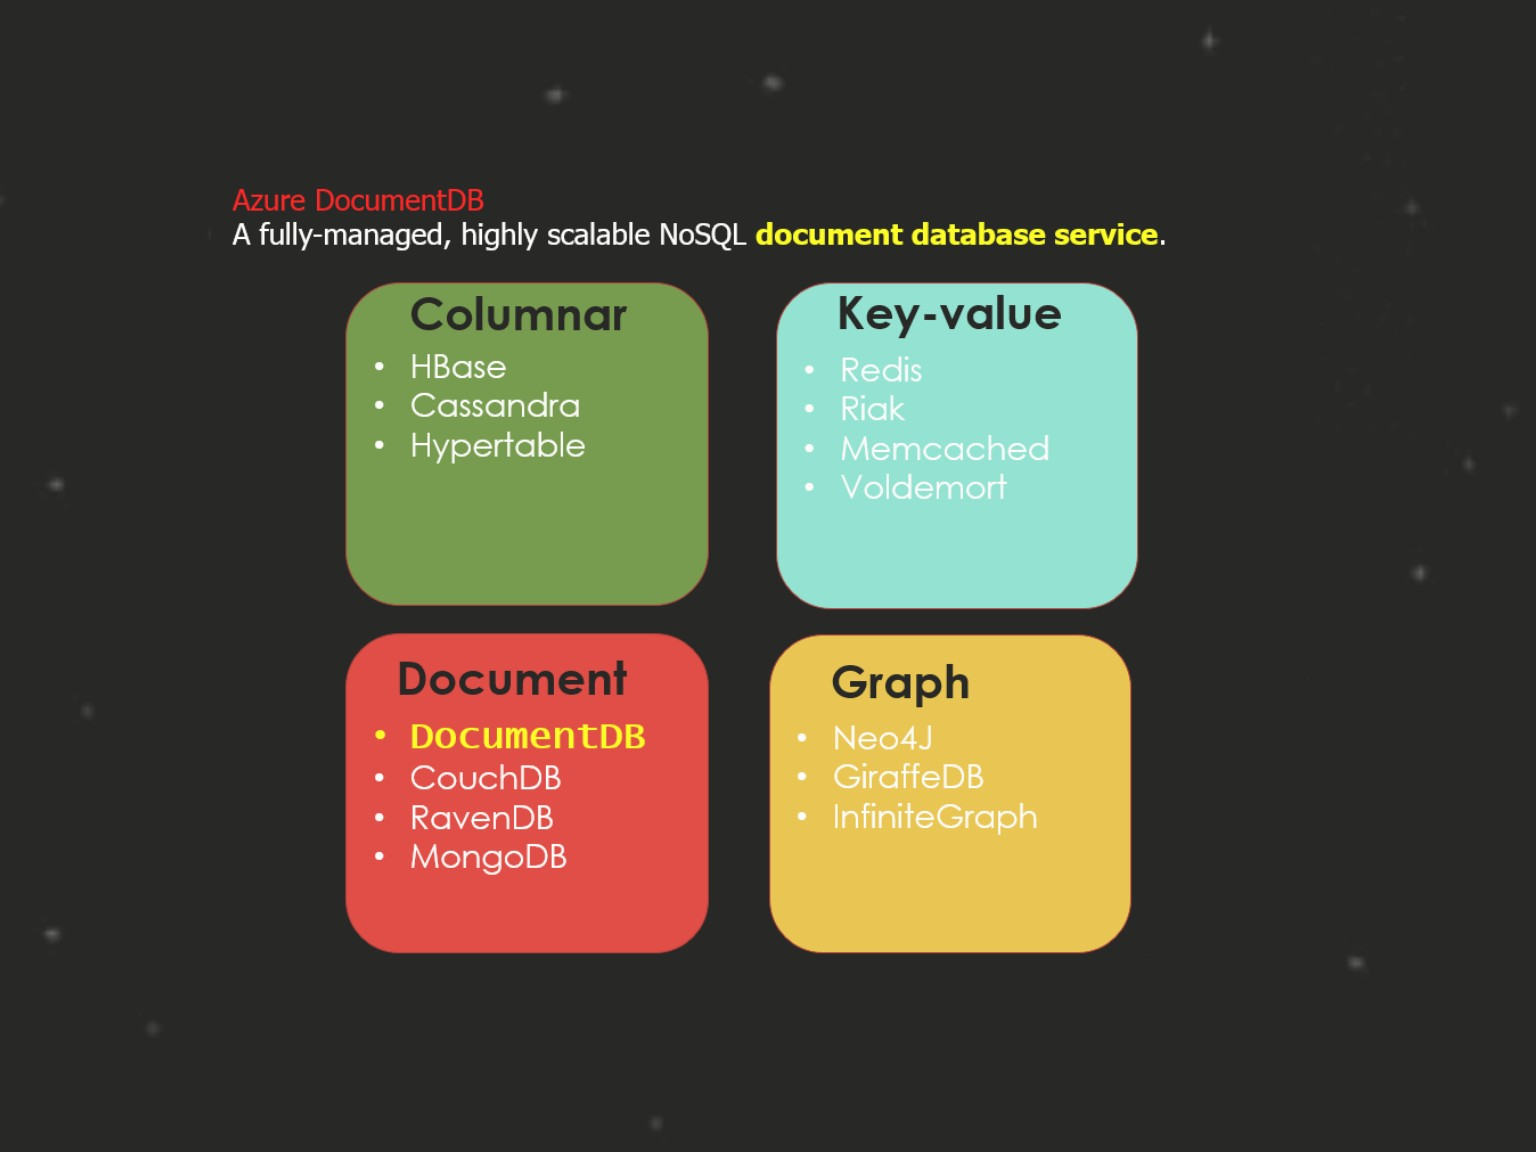 Azure DocumentDB
A fully-managed, highly scalable NoSQL document database service.
Columnar
• HBase
• Cassandra
• Hypertable
Key-value
• Redis
• Riak
• Memcached
• Voldemort
Document
• DocumentDB
• CouchDB
• RavenDB
• MongoDB
Graph
• Neo4J
• GiraffeDB
• InfiniteGraph